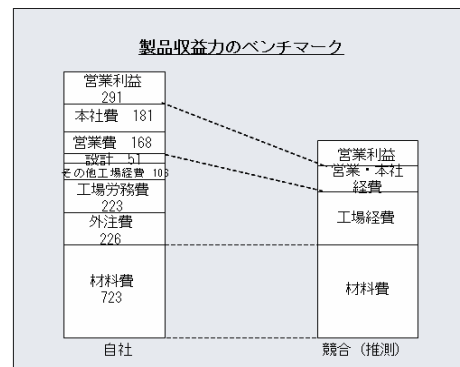 製品収益力のベンチマーク
営業利益
291
本社費 181
営業費 168
設計 51
その他工場経費 106
工場労務費
223
外注費
226
材料費
723
自社
営業利益
営業・本社
経費
工場経費
材料費
競合（推測）